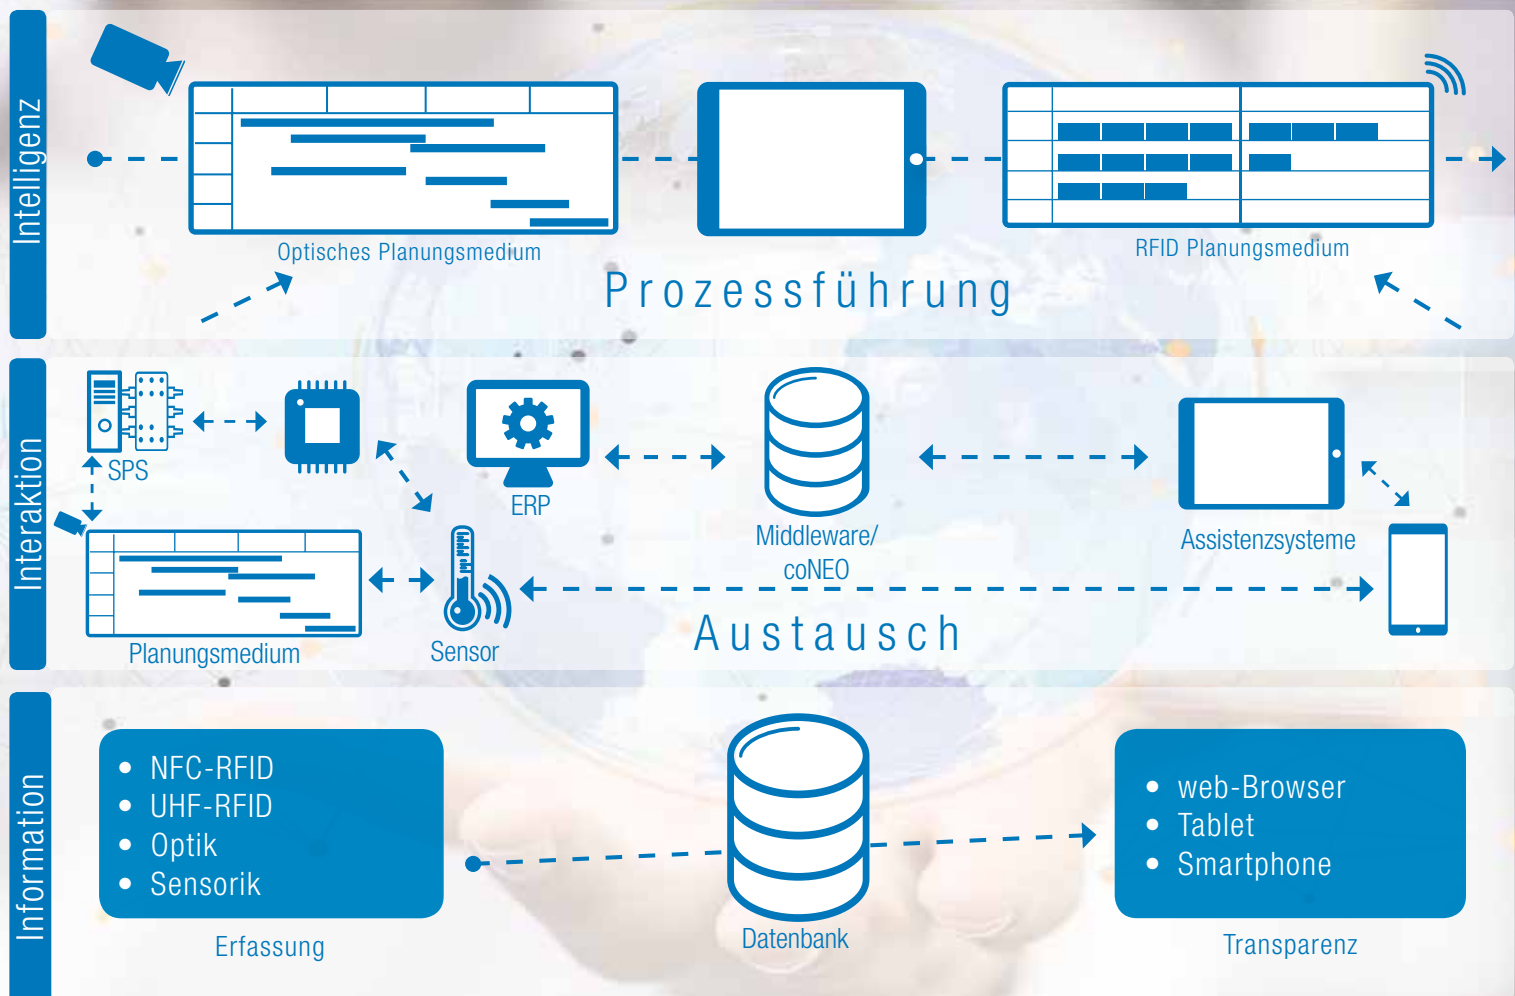 Intelligenz
Optisches Planungsmedium
RFID Planungsmedium
Prozessführung
Interaktion
SPS
ERP
Middleware/
coNEO
Assistenzsysteme
Planungsmedium
Sensor
Austausch
Information
• NFC-RFID
• UHF-RFID
• Optik
• Sensorik
Erfassung
Datenbank
• web-Browser
• Tablet
• Smartphone
Transparenz